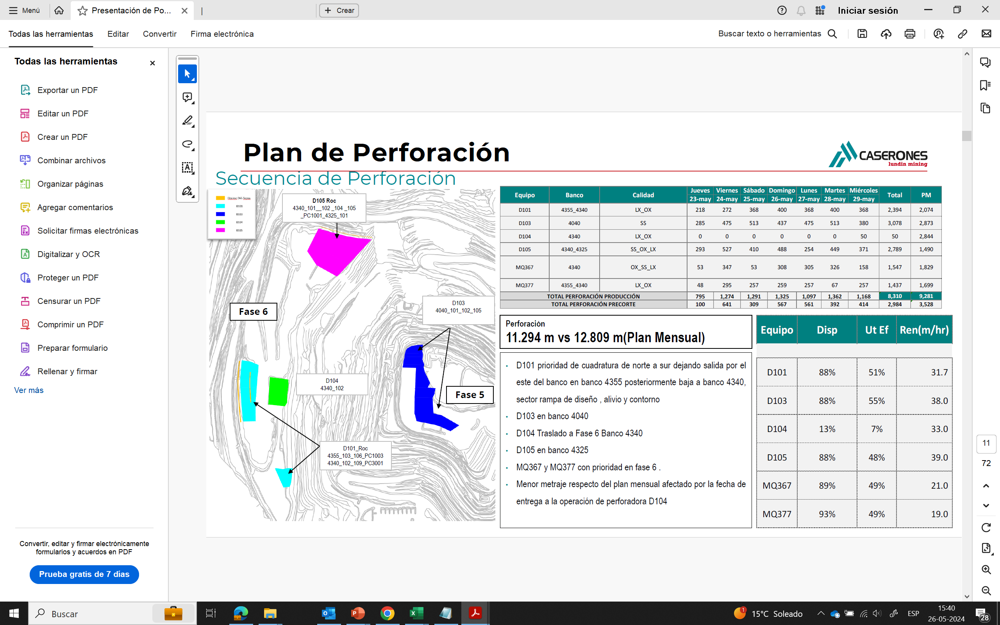 Menú
Presentación de Po...
Crear
Iniciar sesión
Todas las herramientas
Editar
Convertir
Firma electrónica
Buscar texto o herramientas
Todas las herramientas
Exportar un PDF
Editar un PDF
Crear un PDF
Combinar archivos
Organizar páginas
Agregar comentarios
Solicitar firmas electrónicas
Digitalizar y OCR
Proteger un PDF
Censurar un PDF
Comprimir un PDF
Preparar formulario
Rellenar y firmar
Ver más
Convertir, editar y firmar electrónicamente
formularios y acuerdos en PDF
Prueba gratis de 7 días
Plan de Perforación
CASERONES
lundin mining
Secuencia de Perforación
D101
D103
D104
D105
D105 Roc
4340_101__102 _104 _105
_PC1001_4325_101
Fase 6
D103
4040_101_102_105
D104
4340_102
Fase 5
D101_Roc
4355_103_106_PC1003
4340_102_109_PC3001
Equipo Banco Calidad Jueves Viernes Sábado Domingo Lunes Martes Miércoles Total PM
23-may 24-may 25-may 26-may 27-may 28-may 29-may
D101 4355_4340 LX_OX 218 272 368 400 368 400 368 2,394 2,074
D103 4040 SS 285 475 513 437 475 513 380 3,078 2,873
D104 4340 LX_OX 0 0 0 0 0 0 50 50 2,844
D105 4340_4325 SS_OX_LX 293 527 410 488 254 449 371 2,789 1,490
MQ367 4340 OX_SS_LX 53 347 53 308 305 326 158 1,547 1,829
MQ377 4355_4340 LX_OX 48 295 257 259 257 67 257 1,437 1,699
TOTAL PERFORACIÓN PRODUCCIÓN 795 1,274 1,291 1,325 1,097 1,362 1,168 8,310 9,281
TOTAL PERFORACIÓN PRECORTE 100 641 309 567 561 392 414 2,984 3,528
Perforación
11.294 m vs 12.809 m(Plan Mensual)
• D101 prioridad de cuadratura de norte a sur dejando salida por el
este del banco en banco 4355 posteriormente baja a banco 4340,
sector rampa de diseño , alivio y contorno
• D103 en banco 4040
• D104 Traslado a Fase 6 Banco 4340
• D105 en banco 4325
• MQ367 y MQ377 con prioridad en fase 6 .
• Menor metraje respecto del plan mensual afectado por la fecha de
entrega a la operación de perforadora D104
Equipo Disp Ut Ef Ren(m/hr)
D101 88% 51% 31.7
D103 88% 55% 38.0
D104 13% 7% 33.0
D105 88% 48% 39.0
MQ367 89% 49% 21.0
MQ377 93% 49% 19.0
11
72
Buscar
1
15°C Soleado
ESP
15:40
26-05-2024
28